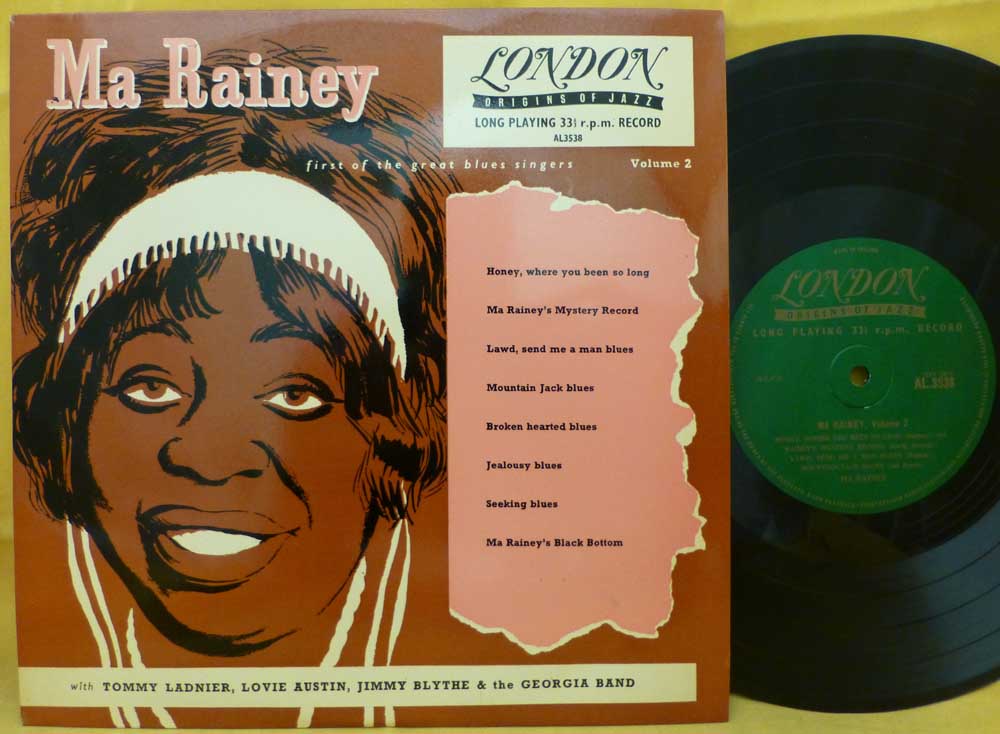 Ma Rainey
LONDON
ORIGINS OF JAZZ
LONG PLAYING 33⅓ r.p.m. RECORD
AL3538
first of the great blues singers
Volume 2
Honey, where you been so long
Ma Rainey's Mystery Record
Lawd, send me a man blues
Mountain Jack blues
Broken hearted blues
Jealousy blues
Seeking blues
Ma Rainey's Black Bottom
with TOMMY LADNIER, LOVIE AUSTIN, JIMMY BLYTHE & the GEORGIA BAND
LONDON
ORIGINS OF JAZZ
LONG PLAYING 33⅓ r.p.m. RECORD
AL.3538
MA RAINEY, Volume 2
MA RAINEY